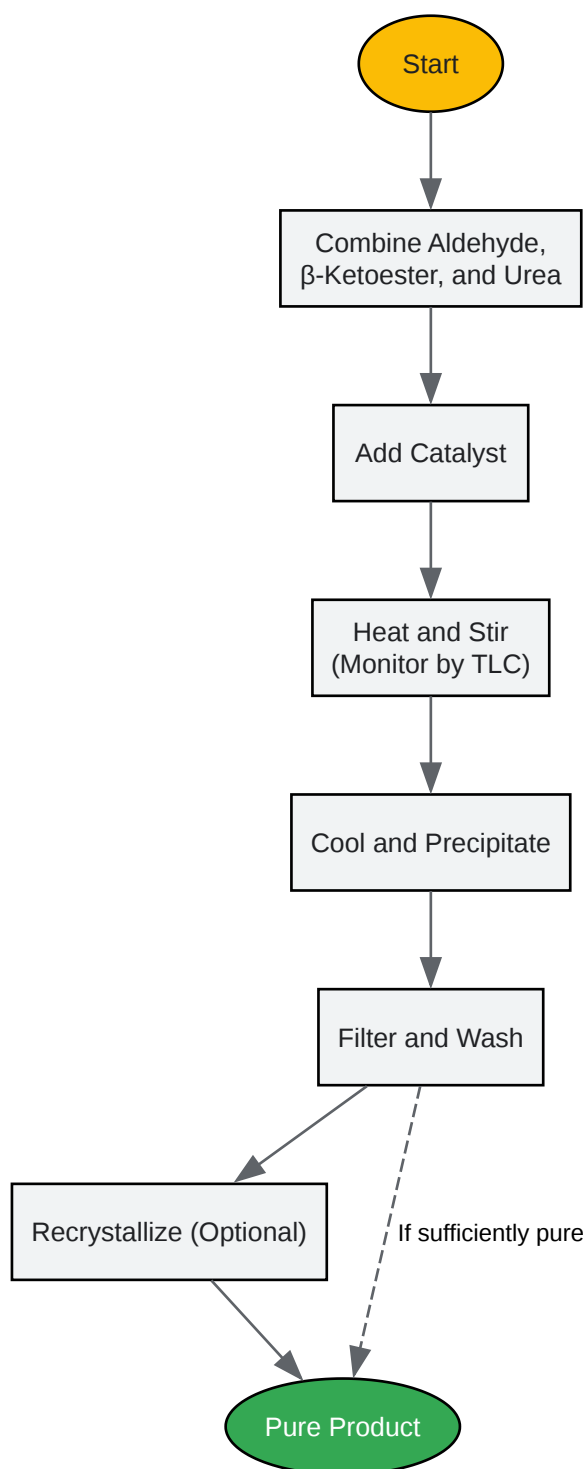 Start
Combine Aldehyde,
β-Ketoester, and Urea
Add Catalyst
Heat and Stir
(Monitor by TLC)
Cool and Precipitate
Filter and Wash
Recrystallize (Optional)
If sufficiently pure
Pure Product